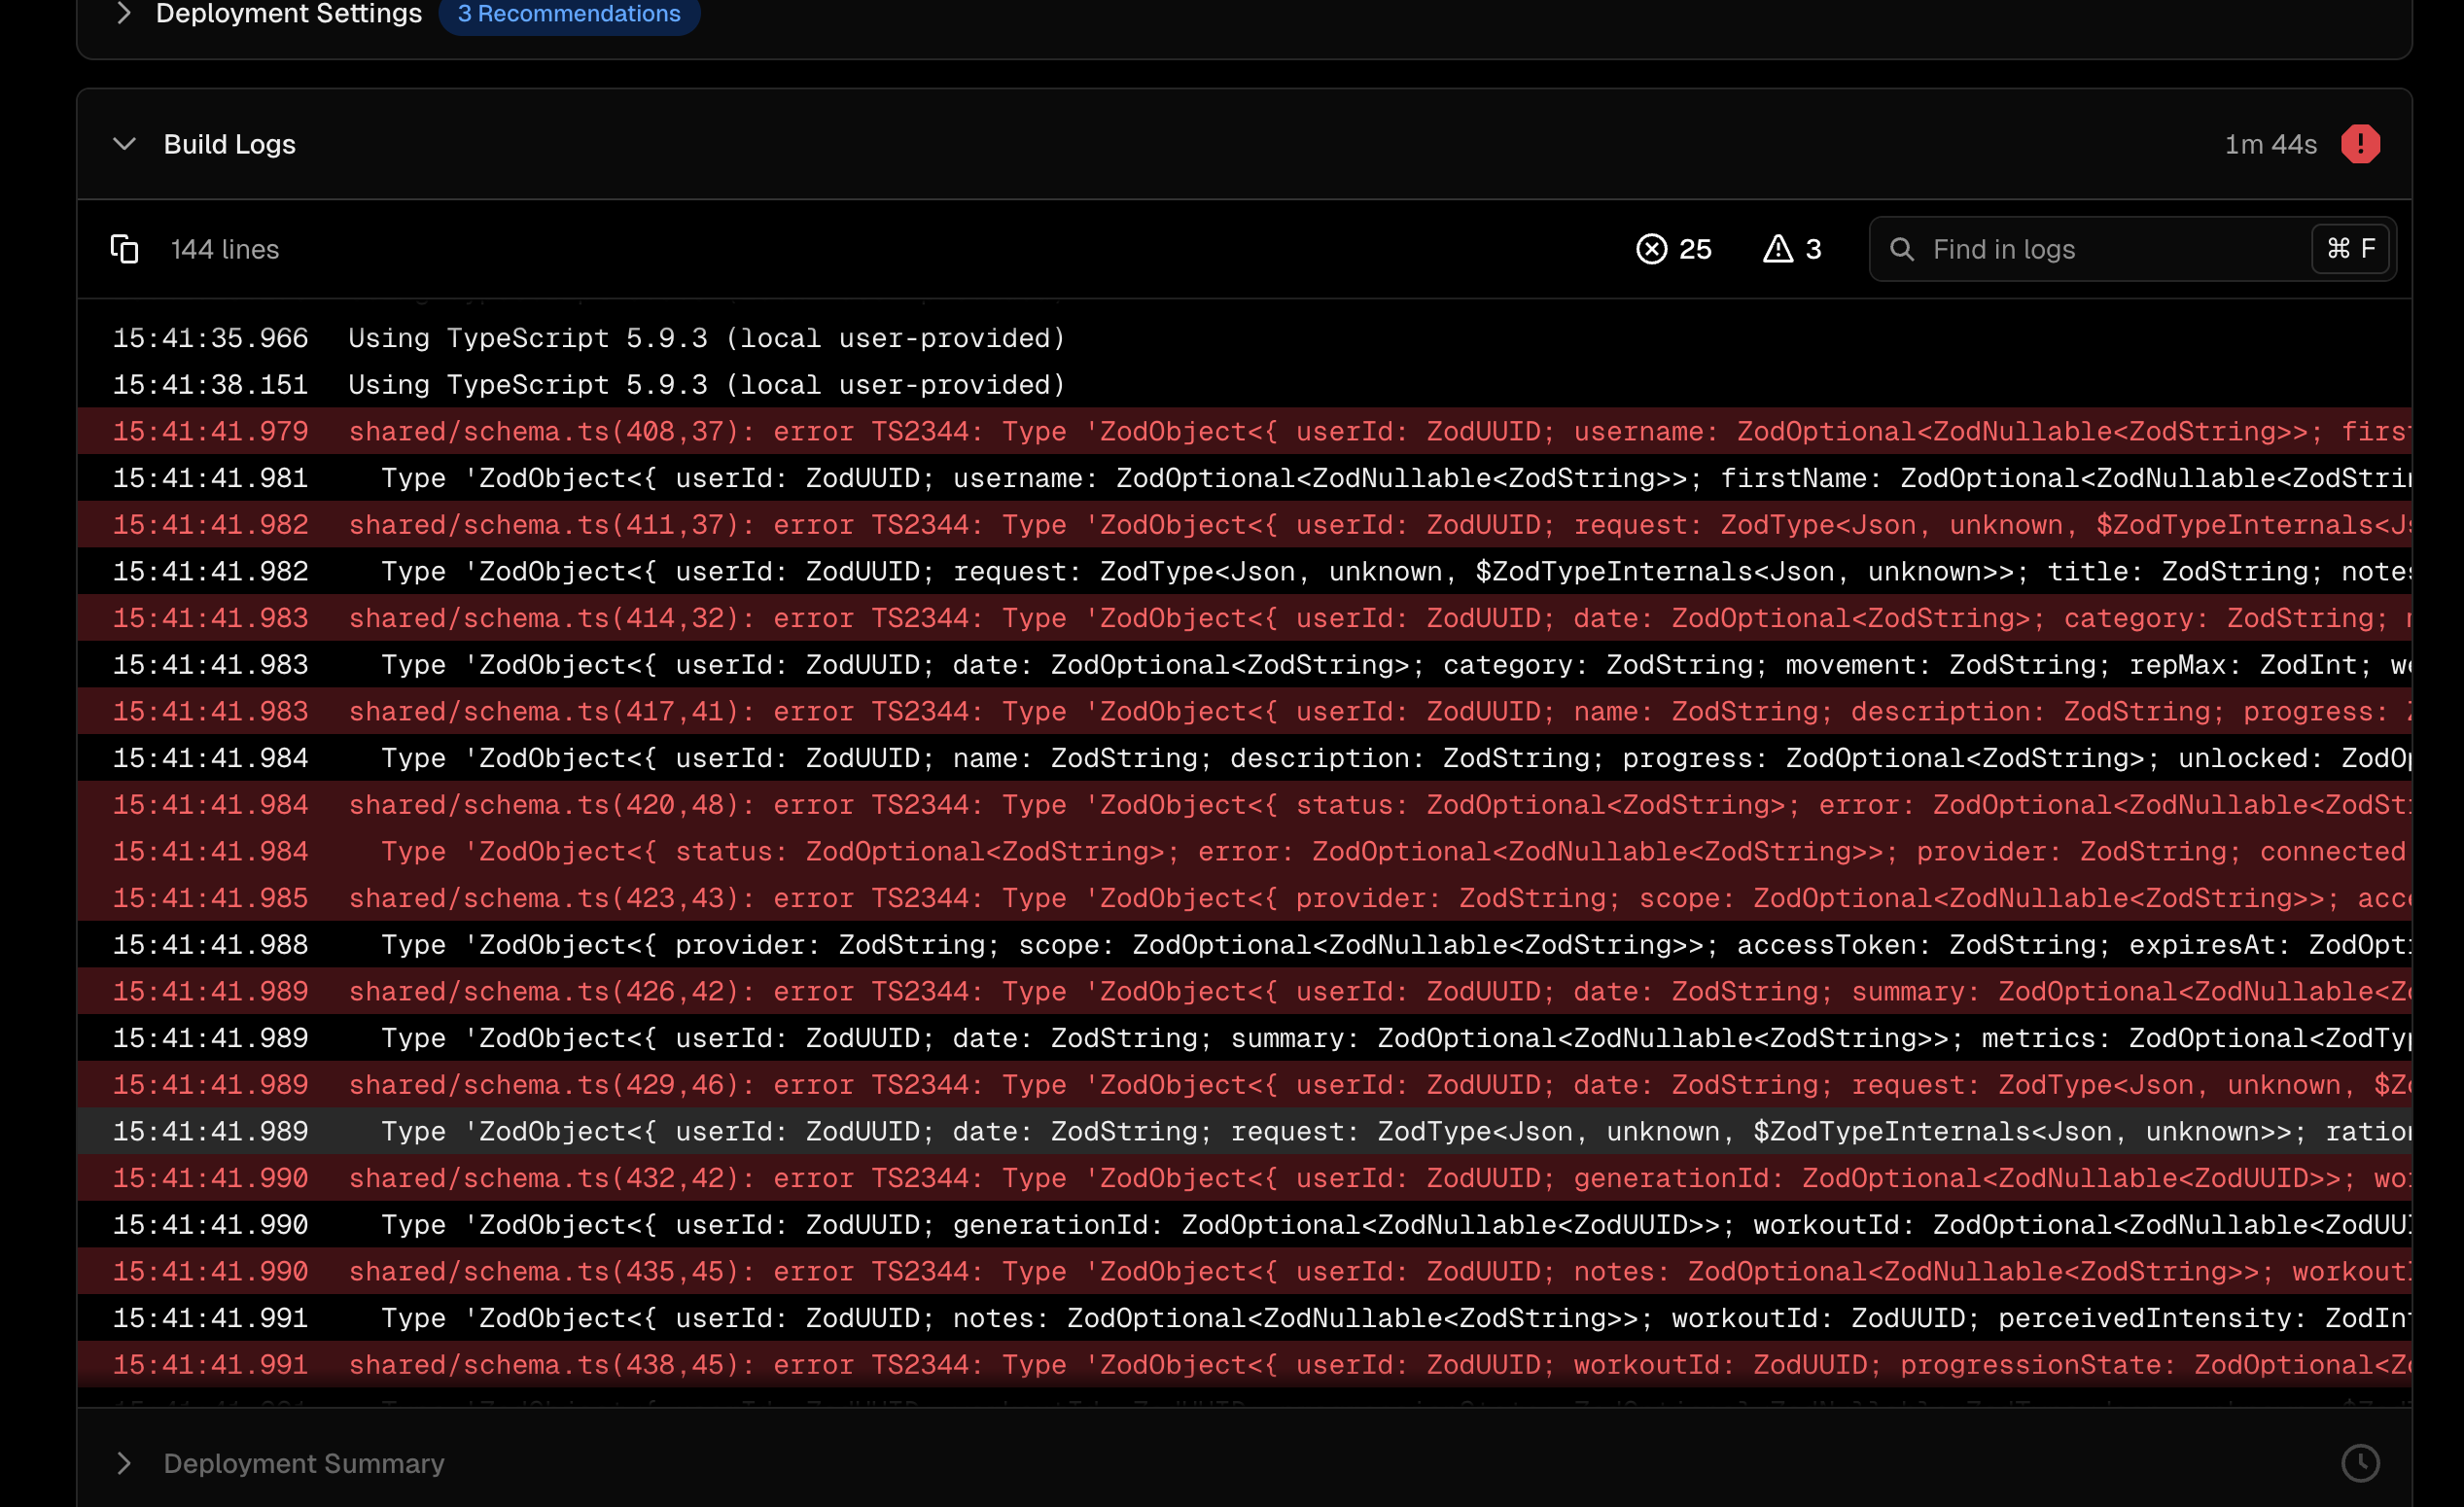 Deployment Settings 3 Recommendations
Build Logs 1m 44s
144 lines 25 3 Find in logs ⌘ F
15:41:35.966 Using TypeScript 5.9.3 (local user-provided)
15:41:38.151 Using TypeScript 5.9.3 (local user-provided)
15:41:41.979 shared/schema.ts(408,37): error TS2344: Type 'ZodObject<{ userId: ZodUUID; username: ZodOptional<ZodNullable<ZodString>>; firs
15:41:41.981 Type 'ZodObject<{ userId: ZodUUID; username: ZodOptional<ZodNullable<ZodString>>; firstName: ZodOptional<ZodNullable<ZodStrin
15:41:41.982 shared/schema.ts(411,37): error TS2344: Type 'ZodObject<{ userId: ZodUUID; request: ZodType<Json, unknown, $ZodTypeInternals<Js
15:41:41.982 Type 'ZodObject<{ userId: ZodUUID; request: ZodType<Json, unknown, $ZodTypeInternals<Json, unknown>>; title: ZodString; notes
15:41:41.983 shared/schema.ts(414,32): error TS2344: Type 'ZodObject<{ userId: ZodUUID; date: ZodOptional<ZodString>; category: ZodString;
15:41:41.983 Type 'ZodObject<{ userId: ZodUUID; date: ZodOptional<ZodString>; category: ZodString; movement: ZodString; repMax: ZodInt; we
15:41:41.983 shared/schema.ts(417,41): error TS2344: Type 'ZodObject<{ userId: ZodUUID; name: ZodString; description: ZodString; progress:
15:41:41.984 Type 'ZodObject<{ userId: ZodUUID; name: ZodString; description: ZodString; progress: ZodOptional<ZodString>; unlocked: ZodOp
15:41:41.984 shared/schema.ts(420,48): error TS2344: Type 'ZodObject<{ status: ZodOptional<ZodString>; error: ZodOptional<ZodNullable<ZodSt
15:41:41.984 Type 'ZodObject<{ status: ZodOptional<ZodString>; error: ZodOptional<ZodNullable<ZodString>>; provider: ZodString; connected
15:41:41.985 shared/schema.ts(423,43): error TS2344: Type 'ZodObject<{ provider: ZodString; scope: ZodOptional<ZodNullable<ZodString>>; acc
15:41:41.988 Type 'ZodObject<{ provider: ZodString; scope: ZodOptional<ZodNullable<ZodString>>; accessToken: ZodString; expiresAt: ZodOpti
15:41:41.989 shared/schema.ts(426,42): error TS2344: Type 'ZodObject<{ userId: ZodUUID; date: ZodString; summary: ZodOptional<ZodNullable<Zo
15:41:41.989 Type 'ZodObject<{ userId: ZodUUID; date: ZodString; summary: ZodOptional<ZodNullable<ZodString>>; metrics: ZodOptional<ZodTyp
15:41:41.989 shared/schema.ts(429,46): error TS2344: Type 'ZodObject<{ userId: ZodUUID; date: ZodString; request: ZodType<Json, unknown, $Zo
15:41:41.989 Type 'ZodObject<{ userId: ZodUUID; date: ZodString; request: ZodType<Json, unknown, $ZodTypeInternals<Json, unknown>>; ration
15:41:41.990 shared/schema.ts(432,42): error TS2344: Type 'ZodObject<{ userId: ZodUUID; generationId: ZodOptional<ZodNullable<ZodUUID>>; wo
15:41:41.990 Type 'ZodObject<{ userId: ZodUUID; generationId: ZodOptional<ZodNullable<ZodUUID>>; workoutId: ZodOptional<ZodNullable<ZodUUI
15:41:41.990 shared/schema.ts(435,45): error TS2344: Type 'ZodObject<{ userId: ZodUUID; notes: ZodOptional<ZodNullable<ZodString>>; workoutI
15:41:41.991 Type 'ZodObject<{ userId: ZodUUID; notes: ZodOptional<ZodNullable<ZodString>>; workoutId: ZodUUID; perceivedIntensity: ZodInt
15:41:41.991 shared/schema.ts(438,45): error TS2344: Type 'ZodObject<{ userId: ZodUUID; workoutId: ZodUUID; progressionState: ZodOptional<Zo
Deployment Summary